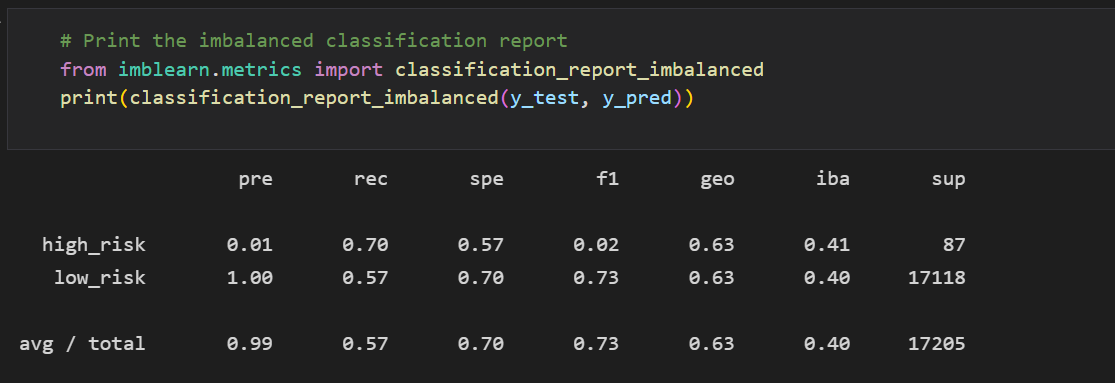 # Print the imbalanced classification report
from imblearn.metrics import classification_report_imbalanced
print(classification_report_imbalanced(y_test, y_pred))
pre rec spe f1 geo iba sup
high_risk 0.01 0.70 0.57 0.02 0.63 0.41 87
low_risk 1.00 0.57 0.70 0.73 0.63 0.40 17118
avg / total 0.99 0.57 0.70 0.73 0.63 0.40 17205